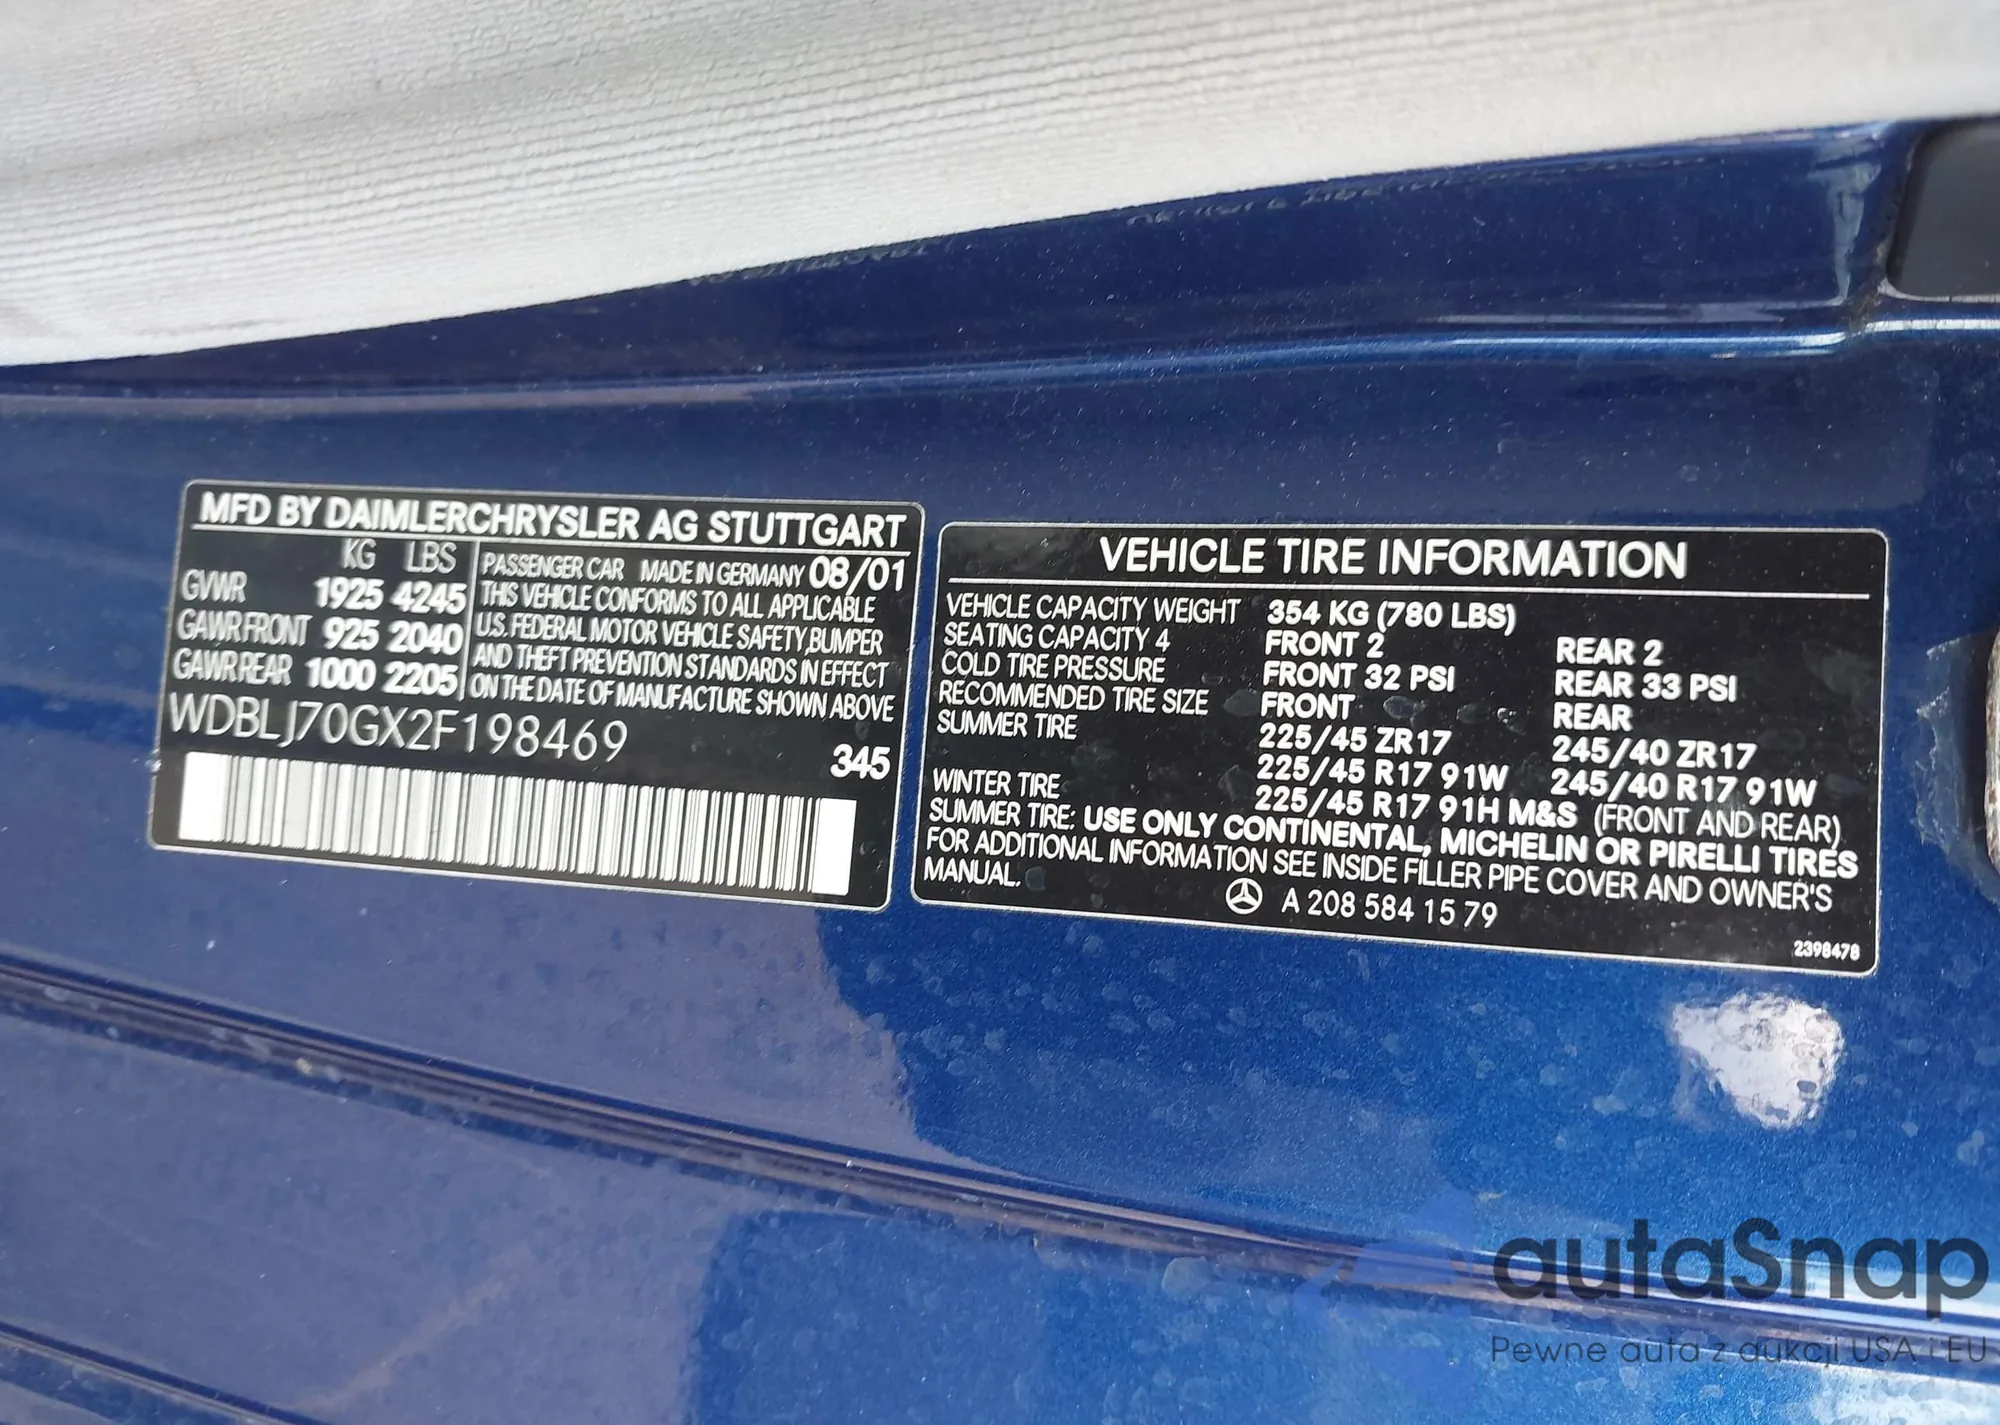 MFD BY DAIMLERCHRYSLER AG STUTTGART
KG LBS
GVWR 1925 4245
GAWR FRONT 925 2040
GAWR REAR 1000 2205
PASSENGER CAR MADE IN GERMANY 08/01
THIS VEHICLE CONFORMS TO ALL APPLICABLE
U.S. FEDERAL MOTOR VEHICLE SAFETY, BUMPER
AND THEFT PREVENTION STANDARDS IN EFFECT
ON THE DATE OF MANUFACTURE SHOWN ABOVE
WDBLJ70GX2F198469
345
VEHICLE TIRE INFORMATION
VEHICLE CAPACITY WEIGHT 354 KG (780 LBS)
SEATING CAPACITY 4 FRONT 2 REAR 2
COLD TIRE PRESSURE FRONT 32 PSI REAR 33 PSI
RECOMMENDED TIRE SIZE FRONT REAR
SUMMER TIRE 225/45 ZR17 245/40 ZR17
225/45 R17 91W 245/40 R17 91W
WINTER TIRE 225/45 R17 91H M&S (FRONT AND REAR)
SUMMER TIRE: USE ONLY CONTINENTAL, MICHELIN OR PIRELLI TIRES
FOR ADDITIONAL INFORMATION SEE INSIDE FILLER PIPE COVER AND OWNER'S
MANUAL.
A 208 584 15 79
2398478
autaSnap
Pewne auta z aukcji USA i EU